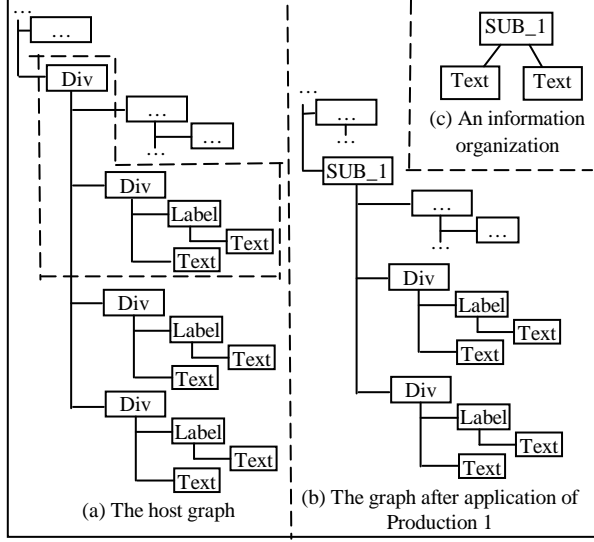 ...
...
Div
...
...
...
Div
Label
Text
Text
Div
Label
Text
Text
Div
Label
Text
Text
(a) The host graph
...
...
...
SUB_1
...
...
...
Div
Label
Text
Text
Div
Label
Text
Text
(b) The graph after application of
Production 1
SUB_1
Text
Text
(c) An information
organization